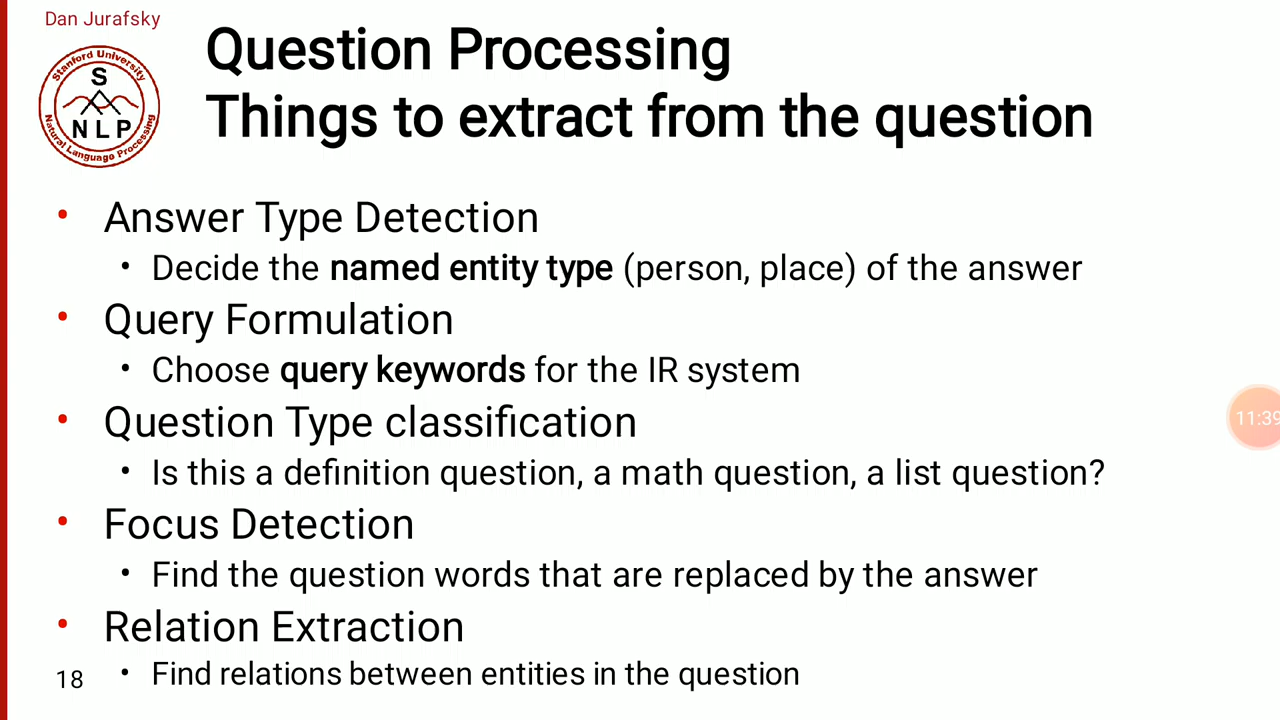 Dan Jurafsky
Stanford University
S
NLP
Natural Language Processing
Question Processing
Things to extract from the question
• Answer Type Detection
• Decide the named entity type (person, place) of the answer
• Query Formulation
• Choose query keywords for the IR system
• Question Type classification
• Is this a definition question, a math question, a list question?
• Focus Detection
• Find the question words that are replaced by the answer
• Relation Extraction
• Find relations between entities in the question
18
11:39